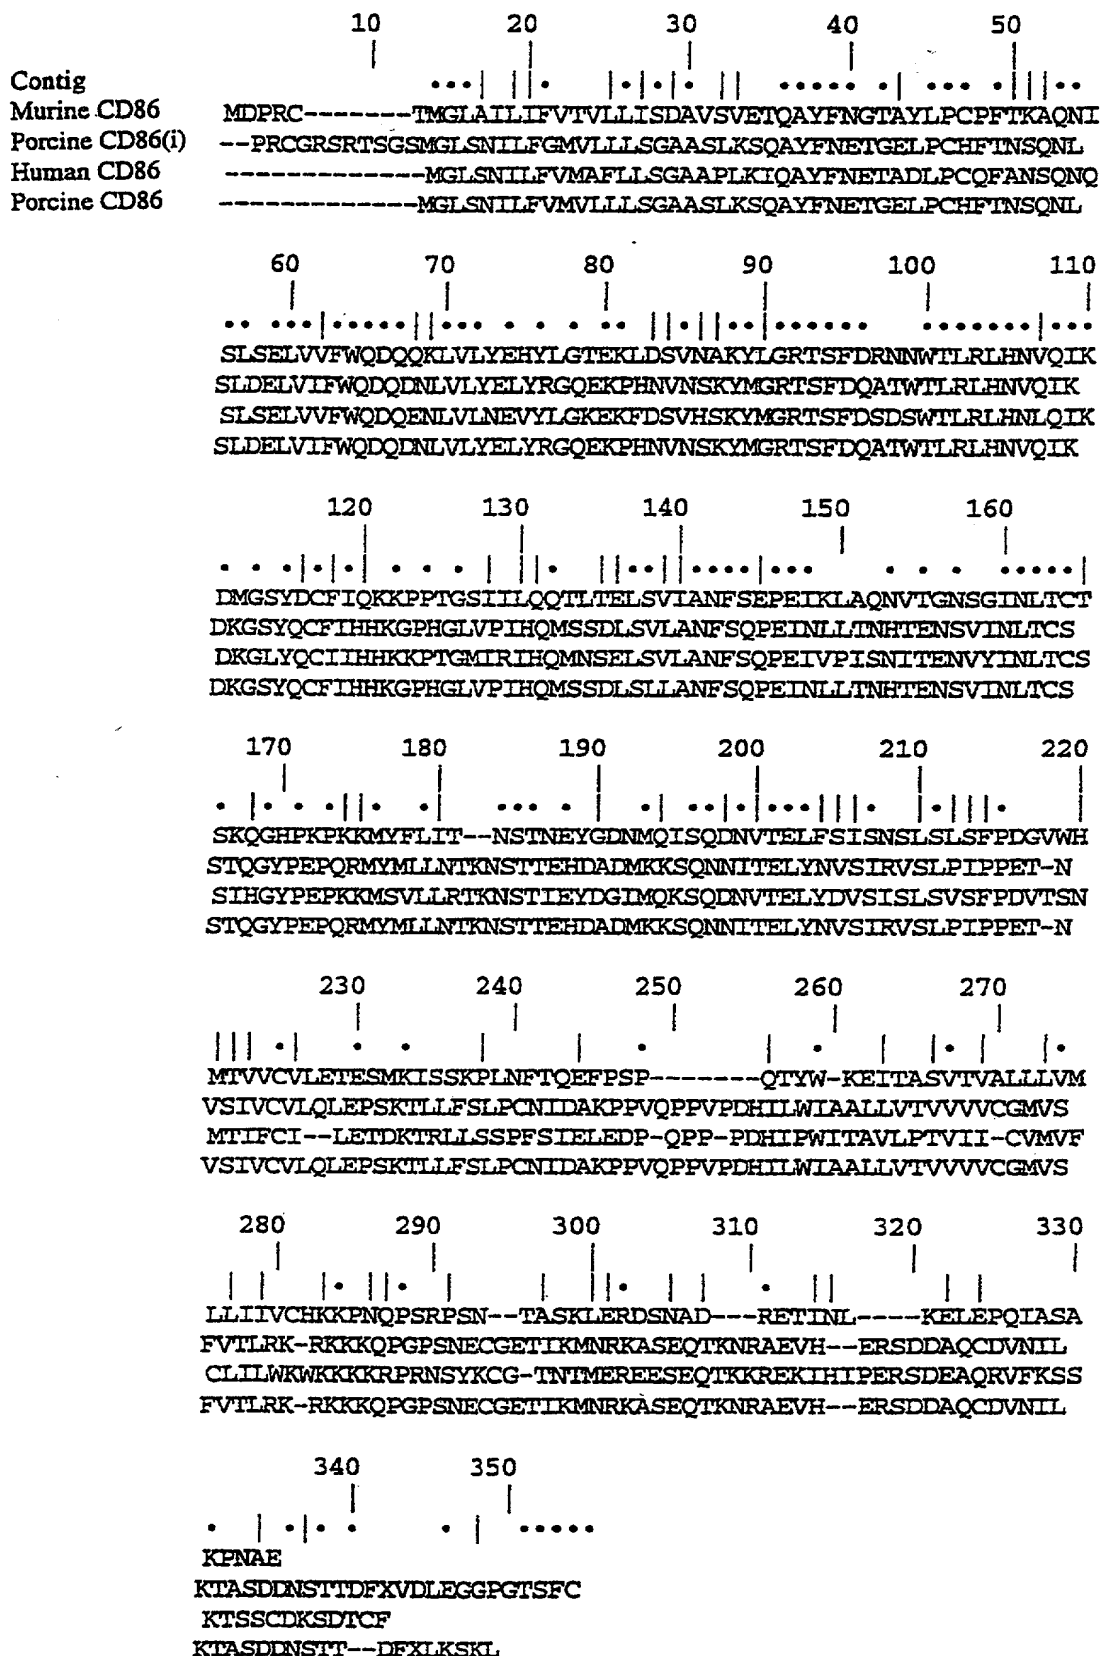 10 20 30 40 50
Contig
Murine CD86 MDPRC-------TMGLAILIFVTVLLISDAVSVETQAYFNGTAYLPCPFTKAQNI
Porcine CD86(i) --PRCGRSRTSGSMGLSNILFGMVLLLSGAASLKSQAYFNETGELPCHFTNSQNL
Human CD86 -------------MGLSNILFVMAFLLSGAAPLKIQAYFNETADLPCQFANSQNQ
Porcine CD86 -------------MGLSNILFVMVLLLSGAASLKSQAYFNETGELPCHFTNSQNL
60 70 80 90 100 110
SLSELVVFWQDQQKLVLYEHYLGTEKLDSVNAKYLGRTSFDRNNWTLRLHNVQIK
SLDELVIFWQDQDNLVLYELYRGQEKPHNVNSKYMGRTSFDQATWTLRLHNVQIK
SLSELVVFWQDQENLVLNEVYLGKEKFDSVHSKYMGRTSFDSDSWTLRLHNLQIK
SLDELVIFWQDQDNLVLYELYRGQEKPHNVNSKYMGRTSFDQATWTLRLHNVQIK
120 130 140 150 160
DMGSYDCFIQKKPPTGSIILQQTLTELSVIANFSEPEIKLAQNVTGNSGINLTCT
DKGSYQCFIHHKGPHGLVPIHQMSSDLSVLANFSQPEINLLTNHTENSVINLTCS
DKGLYQCIIHHKKPTGMIRIHQMNSELSVLANFSQPEIVPISNITENVYINLTCS
DKGSYQCFIHHKGPHGLVPIHQMSSDLSLLANFSQPEINLLTNHTENSVINLTCS
170 180 190 200 210 220
SKQGHPKPKKMYFLIT--NSTNEYGDNMQISQDNVTELFSISNSLSLSFPDGVWH
STQGYPEPQRMYMLLNTKNSTTEHDADMKKSQNNITELYNVSIRVSLPIPPET-N
SIHGYPEPKKMSVLLRTKNSTIEYDGIMQKSQDNVTELYDVSISLSVSFPDVTSN
STQGYPEPQRMYMLLNTKNSTTEHDADMKKSQNNITELYNVSIRVSLPIPPET-N
230 240 250 260 270
MTVVCVLETESMKISSKPLNFTQEFPSP-------QTYW-KEITASVTVALLLVM
VSIVCVLQLEPSKTLLFSLPCNIDAKPPVQPPVPDHILWIAALLVTVVVVCGMVS
MTIFCI--LETDKTRLLSSPFSIELEDP-QPP-PDHIPWITAVLPTVII-CVMVF
VSIVCVLQLEPSKTLLFSLPCNIDAKPPVQPPVPDHILWIAALLVTVVVVCGMVS
280 290 300 310 320 330
LLIIVCHKKPNQPSRPSN--TASKLERDSNAD---RETINL----KELEPQIASA
FVTLRK-RKKKQPGPSNECGETIKMNRKASEQTKNRAEVH--ERSDDAQCDVNIL
CLILWKWKKKKRPRNSYKCG-TNTMEREESEQTKKREKIHIPERSDEAQRVFKSS
FVTLRK-RKKKQPGPSNECGETIKMNRKASEQTKNRAEVH--ERSDDAQCDVNIL
340 350
KPNAE
KTASDDNSTTDFXVDLEGGPGTSFC
KTSSCDKSDTCF
KTASDDNSTT--DFXLKSKL